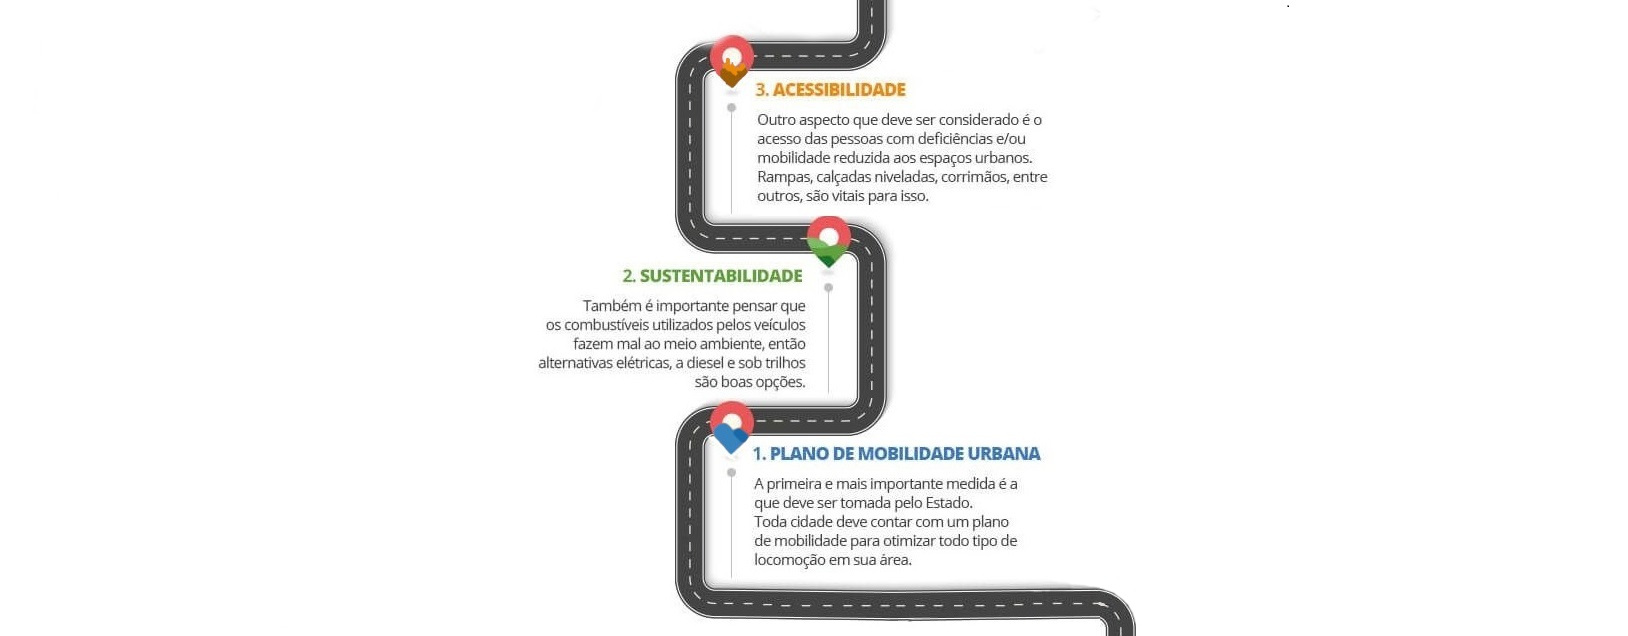 3. ACESSIBILIDADE
Outro aspecto que deve ser considerado é o
acesso das pessoas com deficiências e/ou
mobilidade reduzida aos espaços urbanos.
Rampas, calçadas niveladas, corrimãos, entre
outros, são vitais para isso.
2. SUSTENTABILIDADE
Também é importante pensar que
os combustíveis utilizados pelos veículos
fazem mal ao meio ambiente, então
alternativas elétricas, a diesel e sob trilhos
são boas opções.
1. PLANO DE MOBILIDADE URBANA
A primeira e mais importante medida é a
que deve ser tomada pelo Estado.
Toda cidade deve contar com um plano
de mobilidade para otimizar todo tipo de
locomoção em sua área.